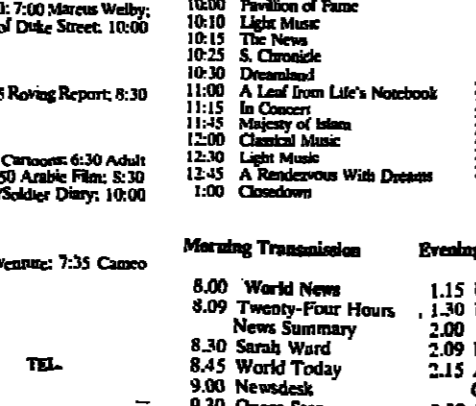 7:00 Marcus Welby;
of Duke Street: 10:00
Roving Report; 8:30
Cartoons: 6:30 Adult
50 Arabic Film; 8:30
/Soldier Diary; 10:00
7:35 Cameo
TEL.
10:00 Pavilion of Fame
10:10 Light Music
10:15 The News
10:25 S. Chronicle
10:30 Dreamland
11:00 A Leaf from Life's Notebook
11:15 In Concert
11:45 Majesty of Islam
12:00 Classical Music
12:30 Light Music
12:45 A Rendezvous With Dreams
1:00 Closedown
Morning Transmission
8.00 World News
8.09 Twenty-Four Hours
News Summary
8.30 Sarah Ward
8.45 World Today
9.00 Newsdesk
9.30
Evening
1.15
1.30
2.00
2.09
2.15